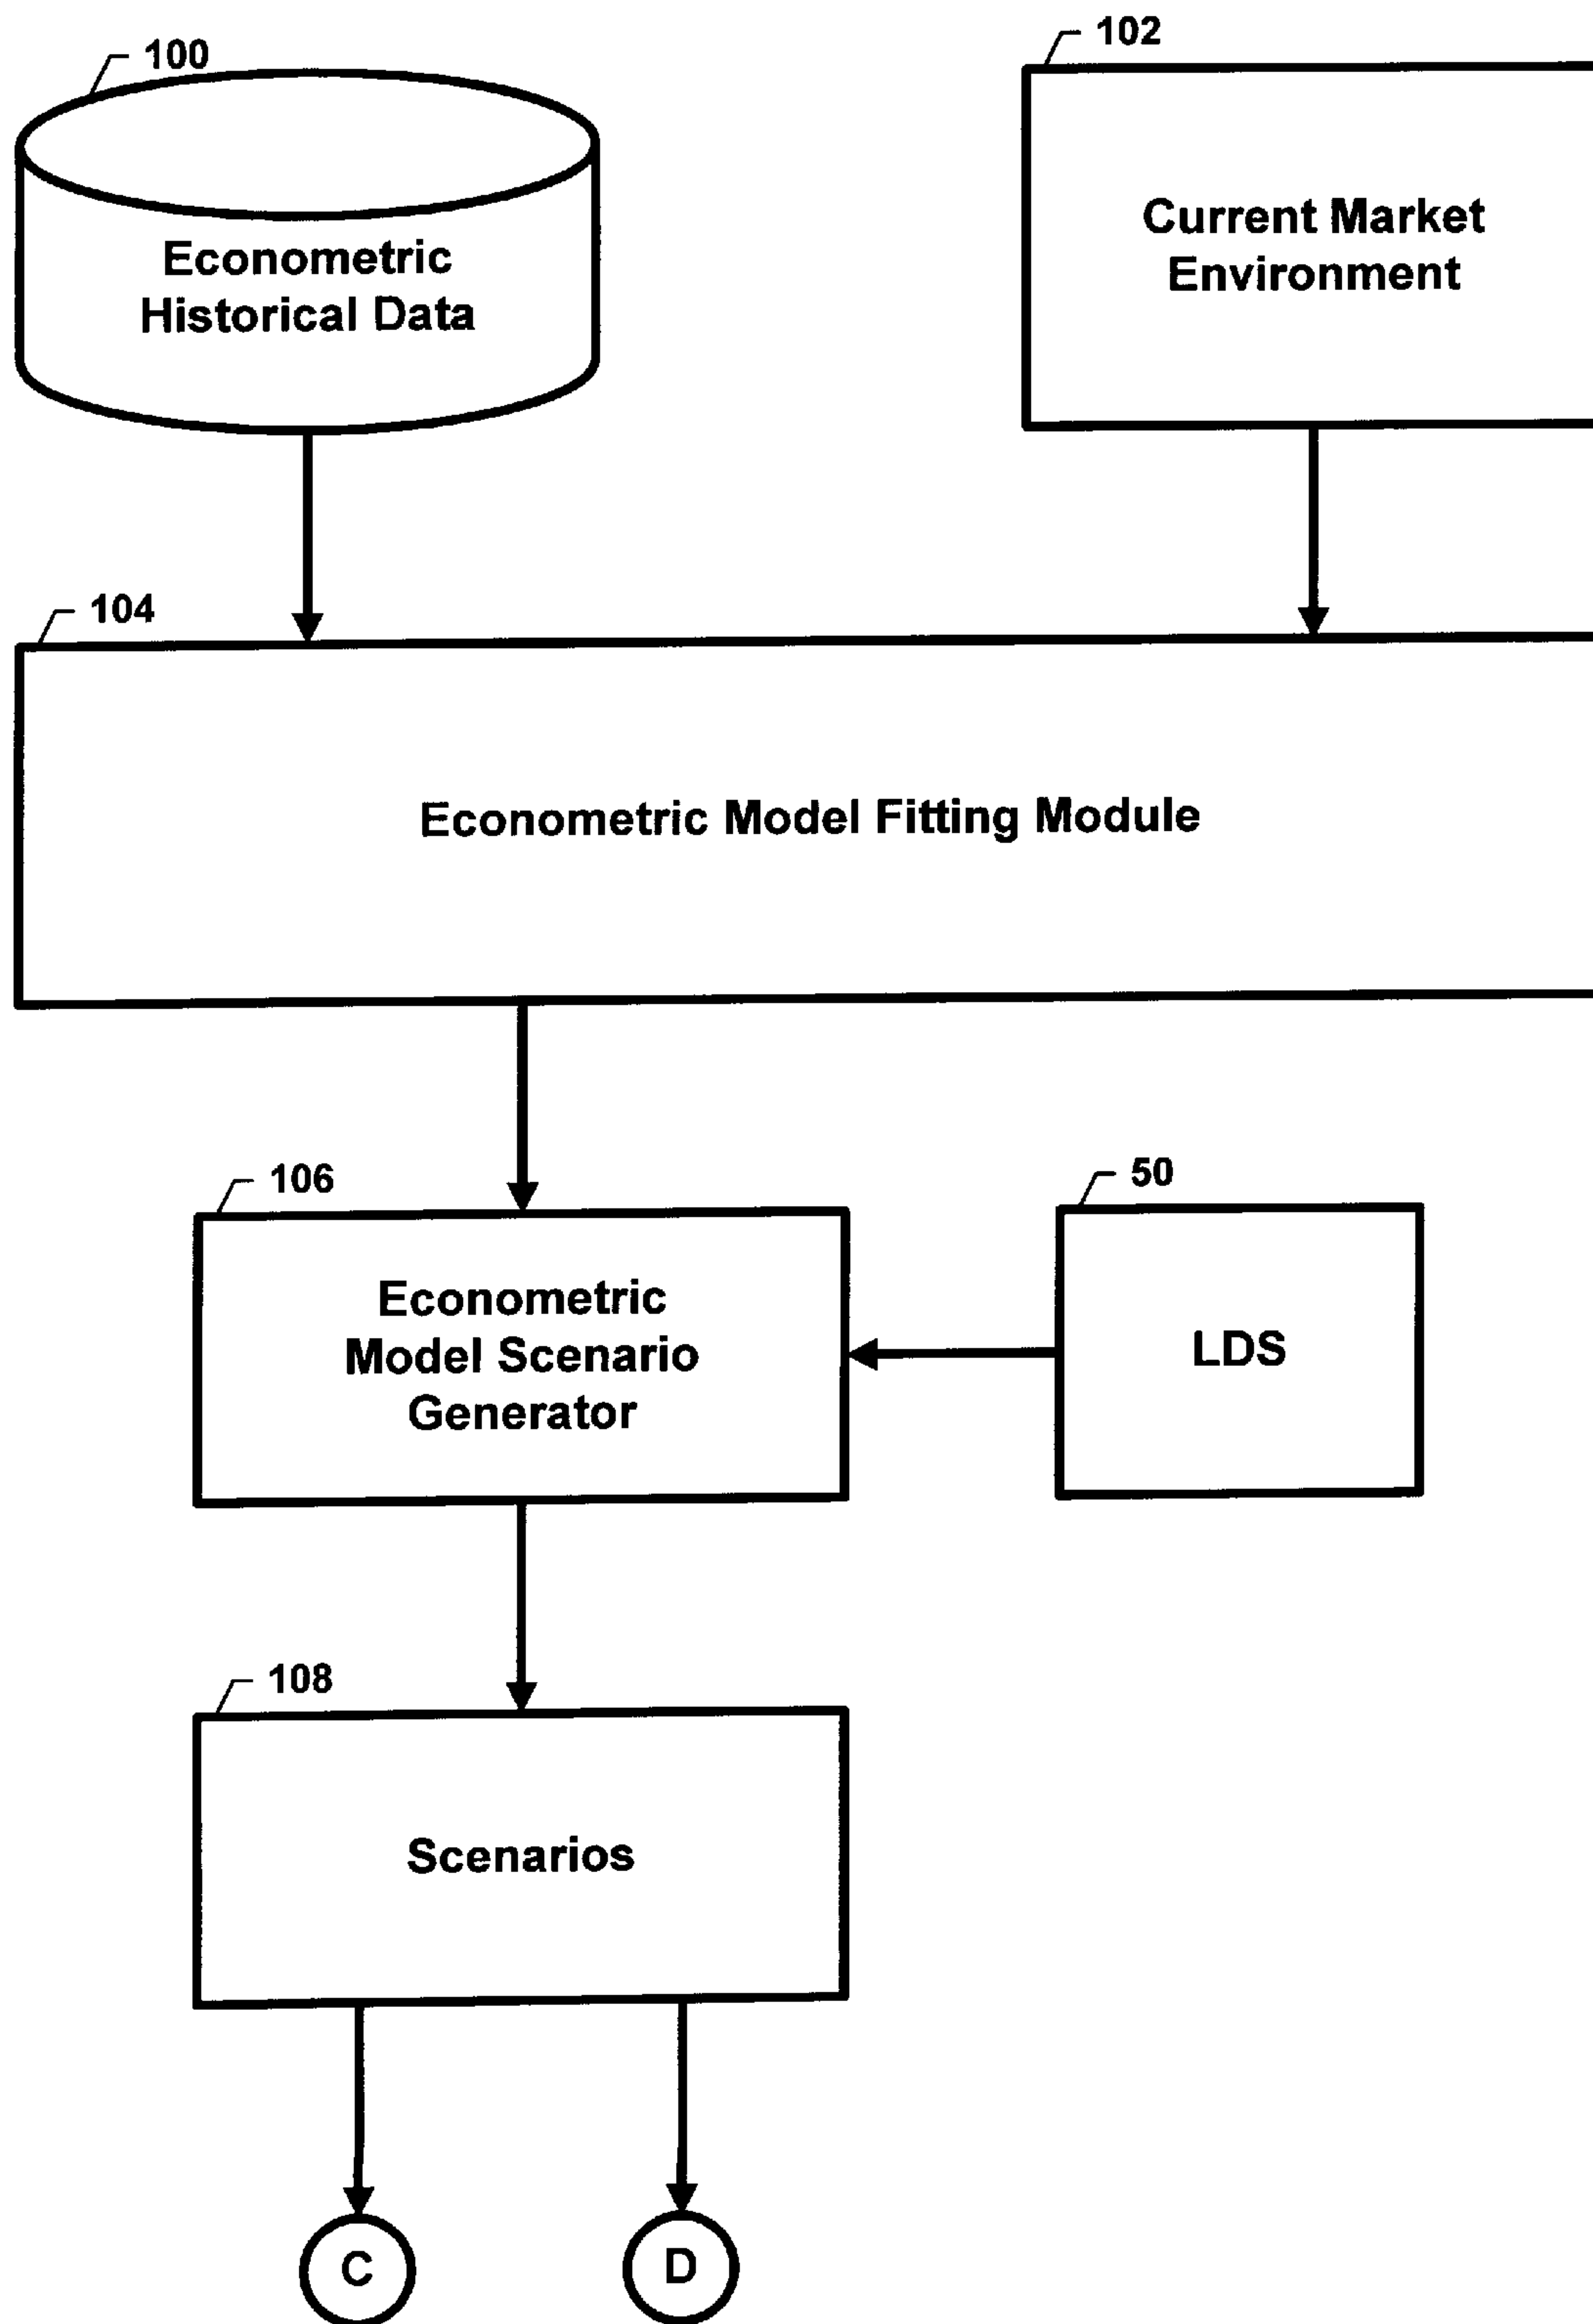 100
102
Econometric
Historical Data
Current Market
Environment
104
Econometric Model Fitting Module
106
50
Econometric
Model Scenario
Generator
LDS
108
Scenarios
C
D